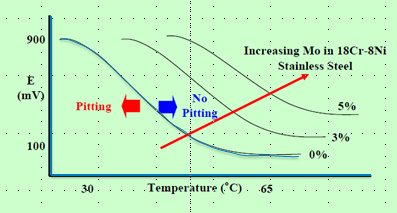 900
E
(mV)
100
Increasing Mo in 18Cr-8Ni
Stainless Steel
Pitting
No
Pitting
5%
3%
0%
30
Temperature (°C)
65